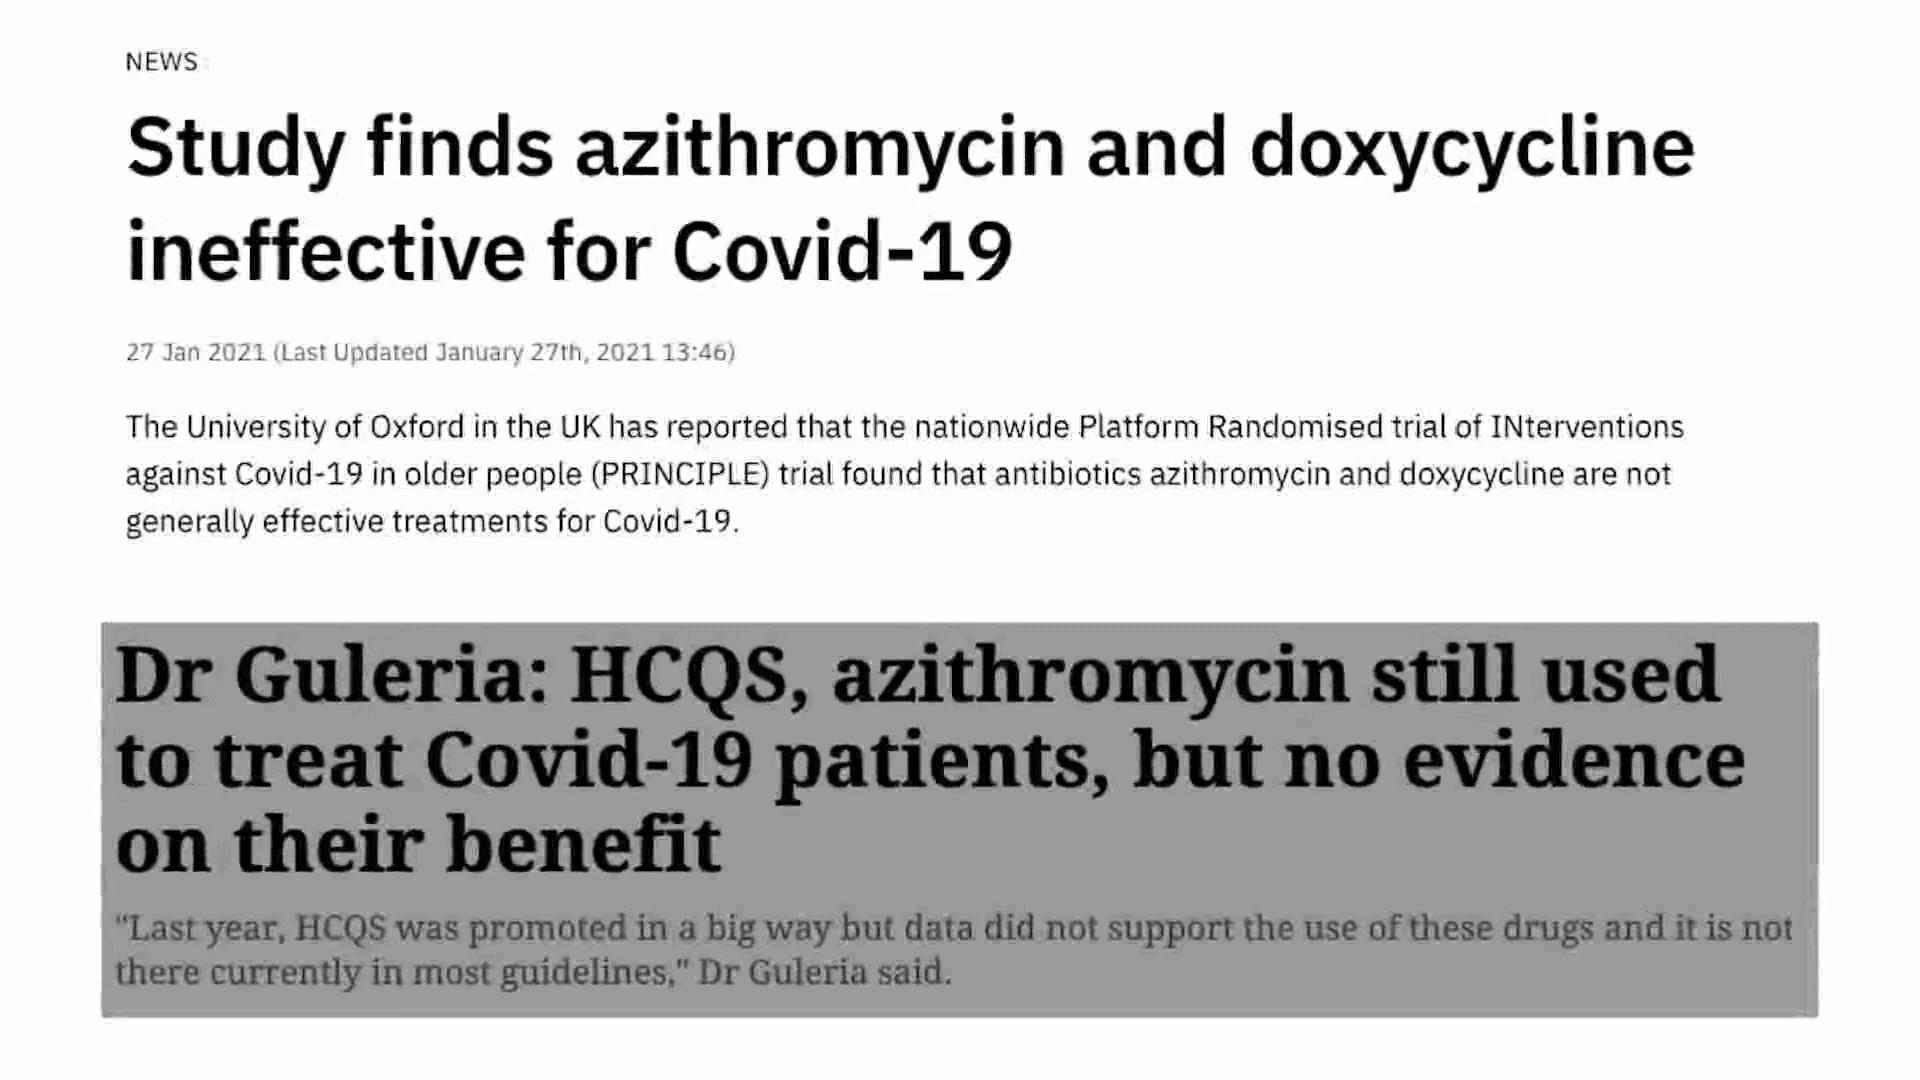 NEWS
Study finds azithromycin and doxycycline
ineffective for Covid-19
27 Jan 2021 (Last Updated January 27th, 2021 13:46)
The University of Oxford in the UK has reported that the nationwide Platform Randomised trial of INterventions
against Covid-19 in older people (PRINCIPLE) trial found that antibiotics azithromycin and doxycycline are not
generally effective treatments for Covid-19.
Dr Guleria: HCQS, azithromycin still used
to treat Covid-19 patients, but no evidence
on their benefit
"Last year, HCQS was promoted in a big way but data did not support the use of these drugs and it is not
there currently in most guidelines," Dr Guleria said.